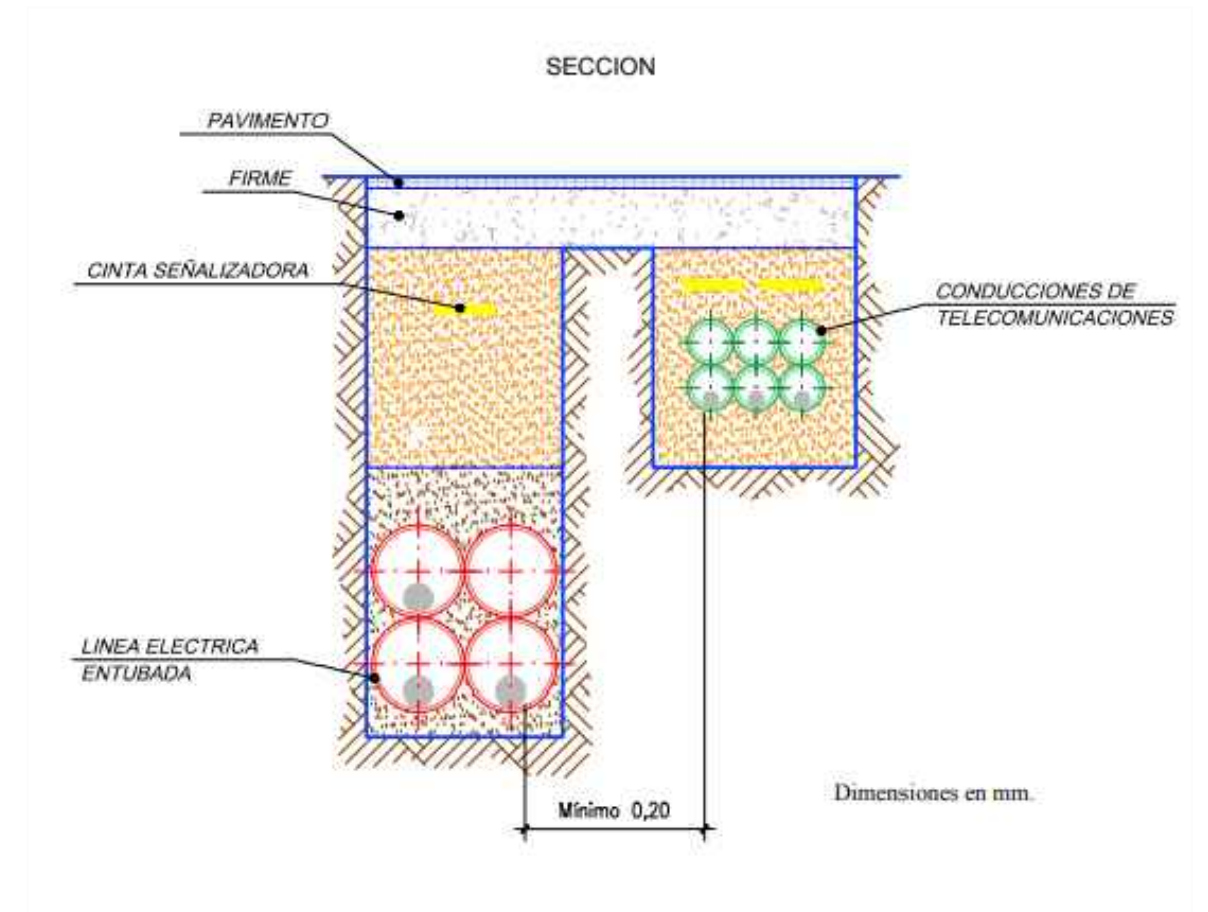 SECCION
PAVIMENTO
FIRME
CINTA SEÑALIZADORA
CONDUCCIONES DE
TELECOMUNICACIONES
LINEA ELECTRICA
ENTUBADA
Dimensiones en mm.
Mínimo 0,20